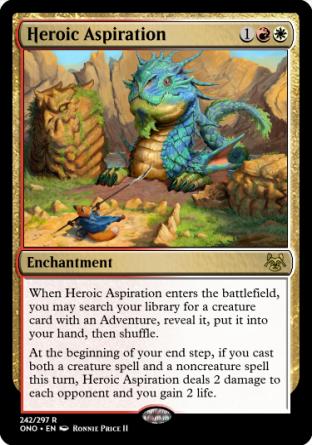 Heroic Aspiration 1
Enchantment
When Heroic Aspiration enters the battlefield,
you may search your library for a creature
card with an Adventure, reveal it, put it into
your hand, then shuffle.
At the beginning of your end step, if you cast
both a creature spell and a noncreature spell
this turn, Heroic Aspiration deals 2 damage to
each opponent and you gain 2 life.
242/297 R
ONO • EN Ronnie Price II